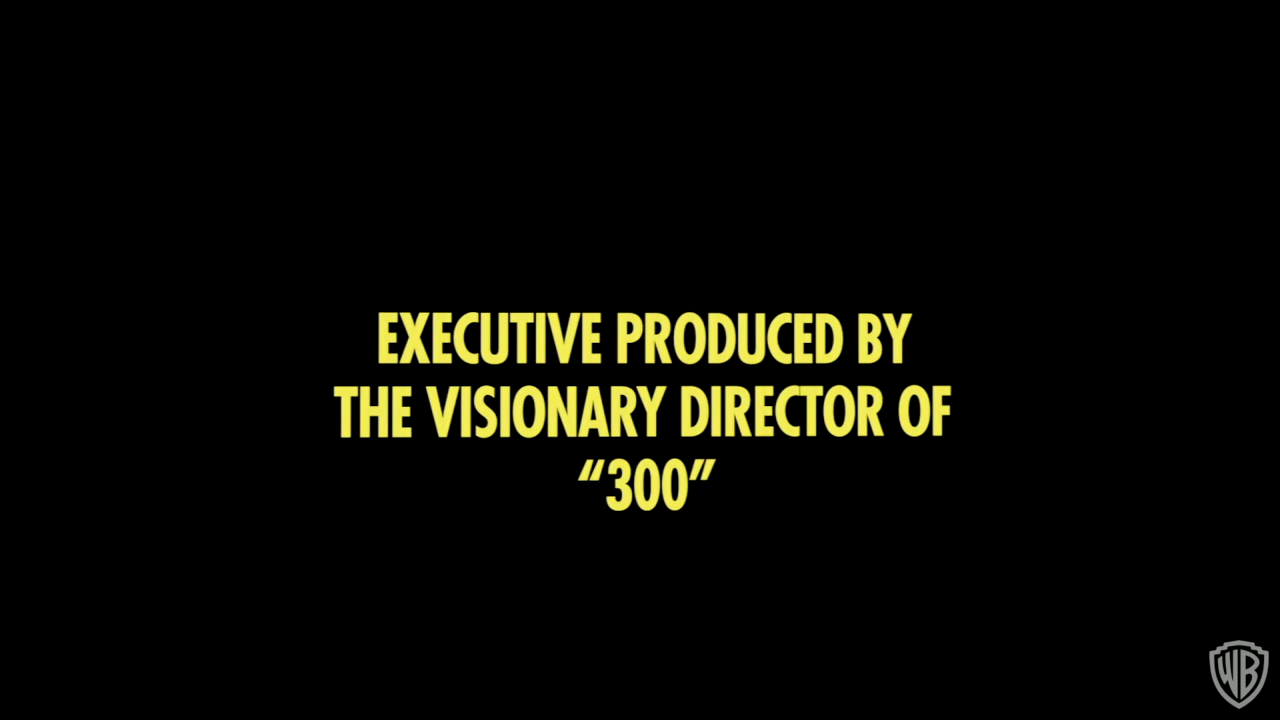 EXECUTIVE PRODUCED BY
THE VISIONARY DIRECTOR OF
“300”
WB